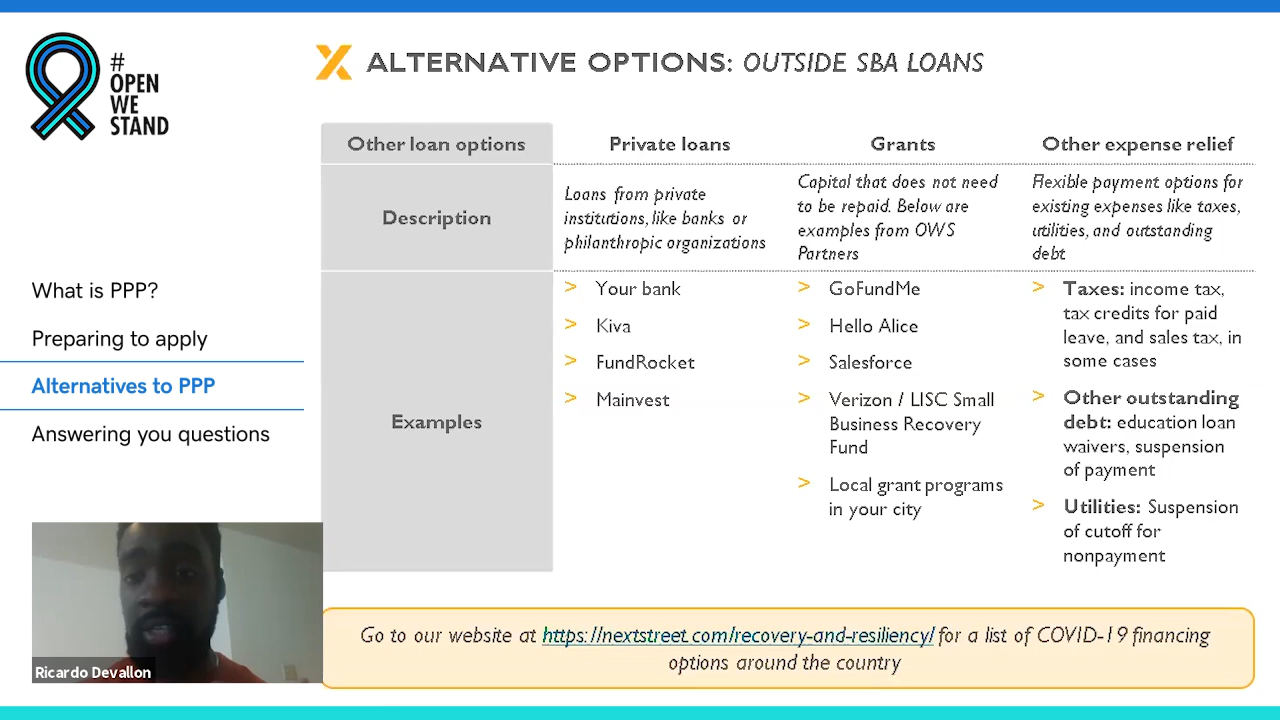 #
OPEN
WE
STAND
ALTERNATIVE OPTIONS: OUTSIDE SBA LOANS
Other loan options
Private loans
Grants
Other expense relief
Description
Loans from private
institutions, like banks or
philanthropic organizations
Capital that does not need
to be repaid. Below are
examples from OWS
Partners
Flexible payment options for
existing expenses like taxes,
utilities, and outstanding
debt
Examples
> Your bank
> Kiva
> FundRocket
> Mainvest
> GoFundMe
> Hello Alice
> Salesforce
> Verizon / LISC Small
Business Recovery
Fund
> Local grant programs
in your city
> Taxes: income tax,
tax credits for paid
leave, and sales tax, in
some cases
> Other outstanding
debt: education loan
waivers, suspension
of payment
> Utilities: Suspension
of cutoff for
nonpayment
What is PPP?
Preparing to apply
Alternatives to PPP
Answering you questions
Ricardo Devallon
Go to our website at https://nextstreet.com/recovery-and-resiliency/ for a list of COVID-19 financing
options around the country